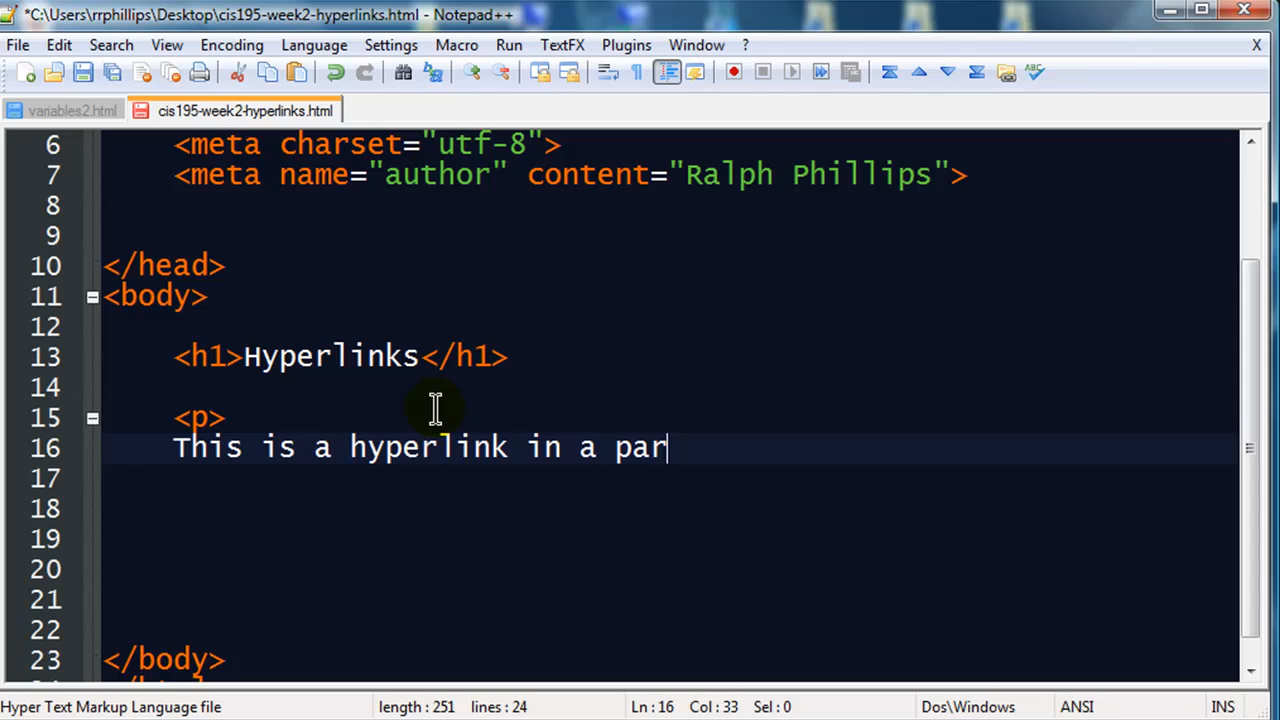 *C:\Users\rrphillips\Desktop\cis195-week2-hyperlinks.html - Notepad++
File Edit Search View Encoding Language Settings Macro Run TextFX Plugins Window ? X
variables2.html cis195-week2-hyperlinks.html
6 <meta charset="utf-8">
7 <meta name="author" content="Ralph Phillips">
8
9
10 </head>
11 <body>
12
13 <h1>Hyperlinks</h1>
14
15 <p>
16 This is a hyperlink in a par
17
18
19
20
21
22
23 </body>
Hyper Text Markup Language file length : 251 lines : 24 Ln : 16 Col : 33 Sel : 0 Dos\Windows ANSI INS